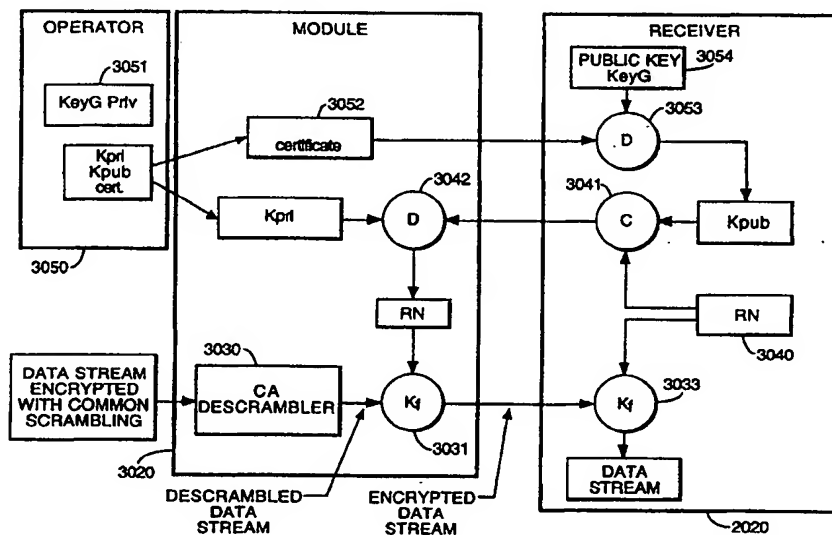 OPERATOR
3051
KeyG Priv
Kpri
Kpub
cert.
3050
MODULE
3052
certificate
3042
Kpri
D
RN
3030
CA
DESCRAMBLER
Kf
3031
3020
DATA STREAM
ENCRYPTED
WITH COMMON
SCRAMBLING
DESCRAMBLED
DATA
STREAM
ENCRYPTED
DATA
STREAM
RECEIVER
PUBLIC KEY
KeyG
3054
3053
D
3041
C
Kpub
RN
3040
3033
Kf
DATA
STREAM
2020